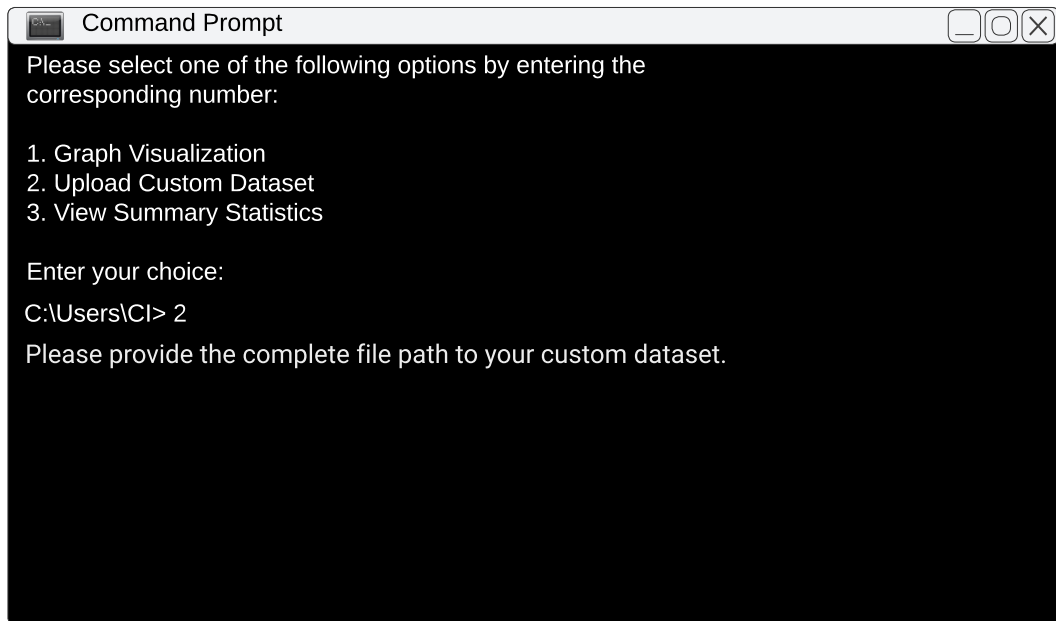 Command Prompt
Please select one of the following options by entering the
corresponding number:
1. Graph Visualization
2. Upload Custom Dataset
3. View Summary Statistics
Enter your choice:
C:\Users\CI> 2
Please provide the complete file path to your custom dataset.